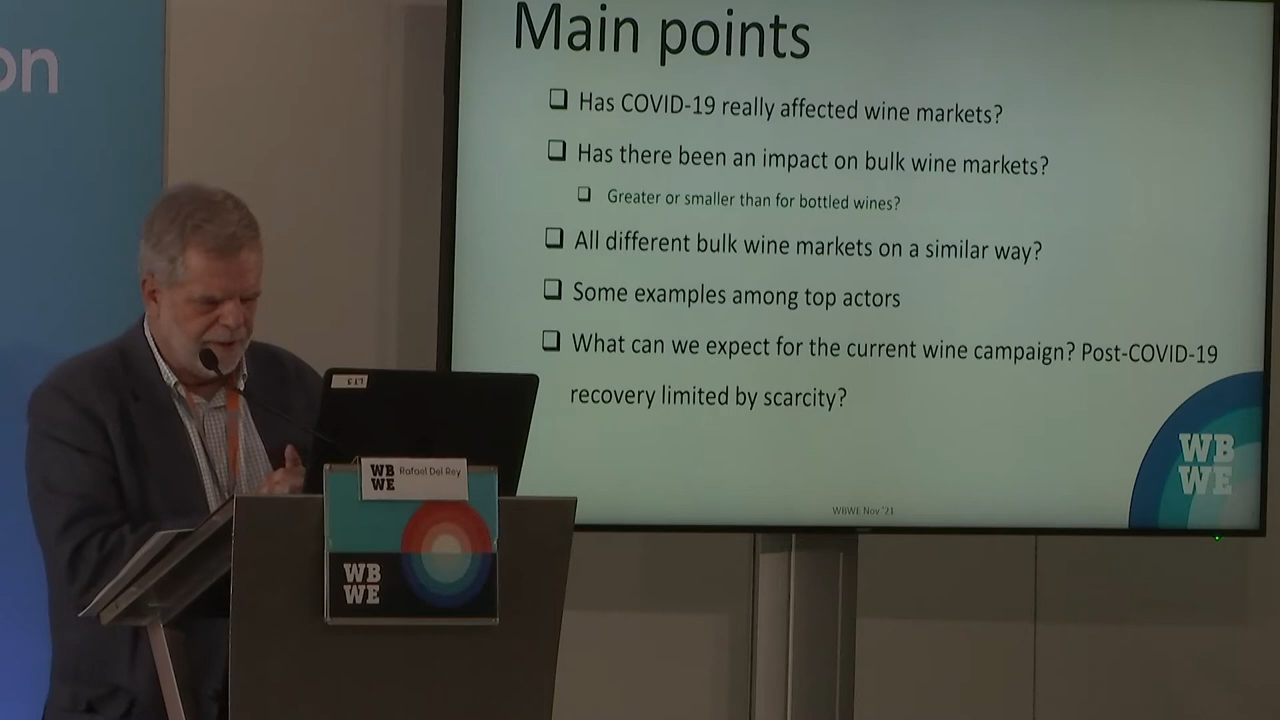 on
Main points
❑ Has COVID-19 really affected wine markets?
❑ Has there been an impact on bulk wine markets?
❑ Greater or smaller than for bottled wines?
❑ All different bulk wine markets on a similar way?
❑ Some examples among top actors
❑ What can we expect for the current wine campaign? Post-COVID-19
recovery limited by scarcity?
WB
WE
WBWE Nov '21
LT3
WB
WE
Rafael Del Rey
WB
WE